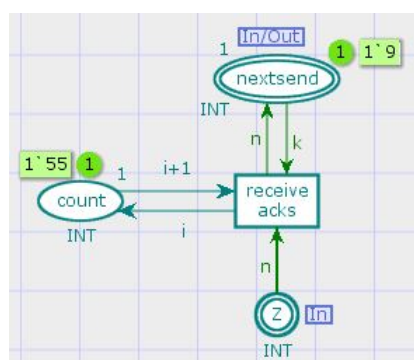 In/Out
1
1
1`9
nextsend
INT
n
k
1`55
1
1
i+1
count
receive
acks
i
INT
n
Z
In
INT